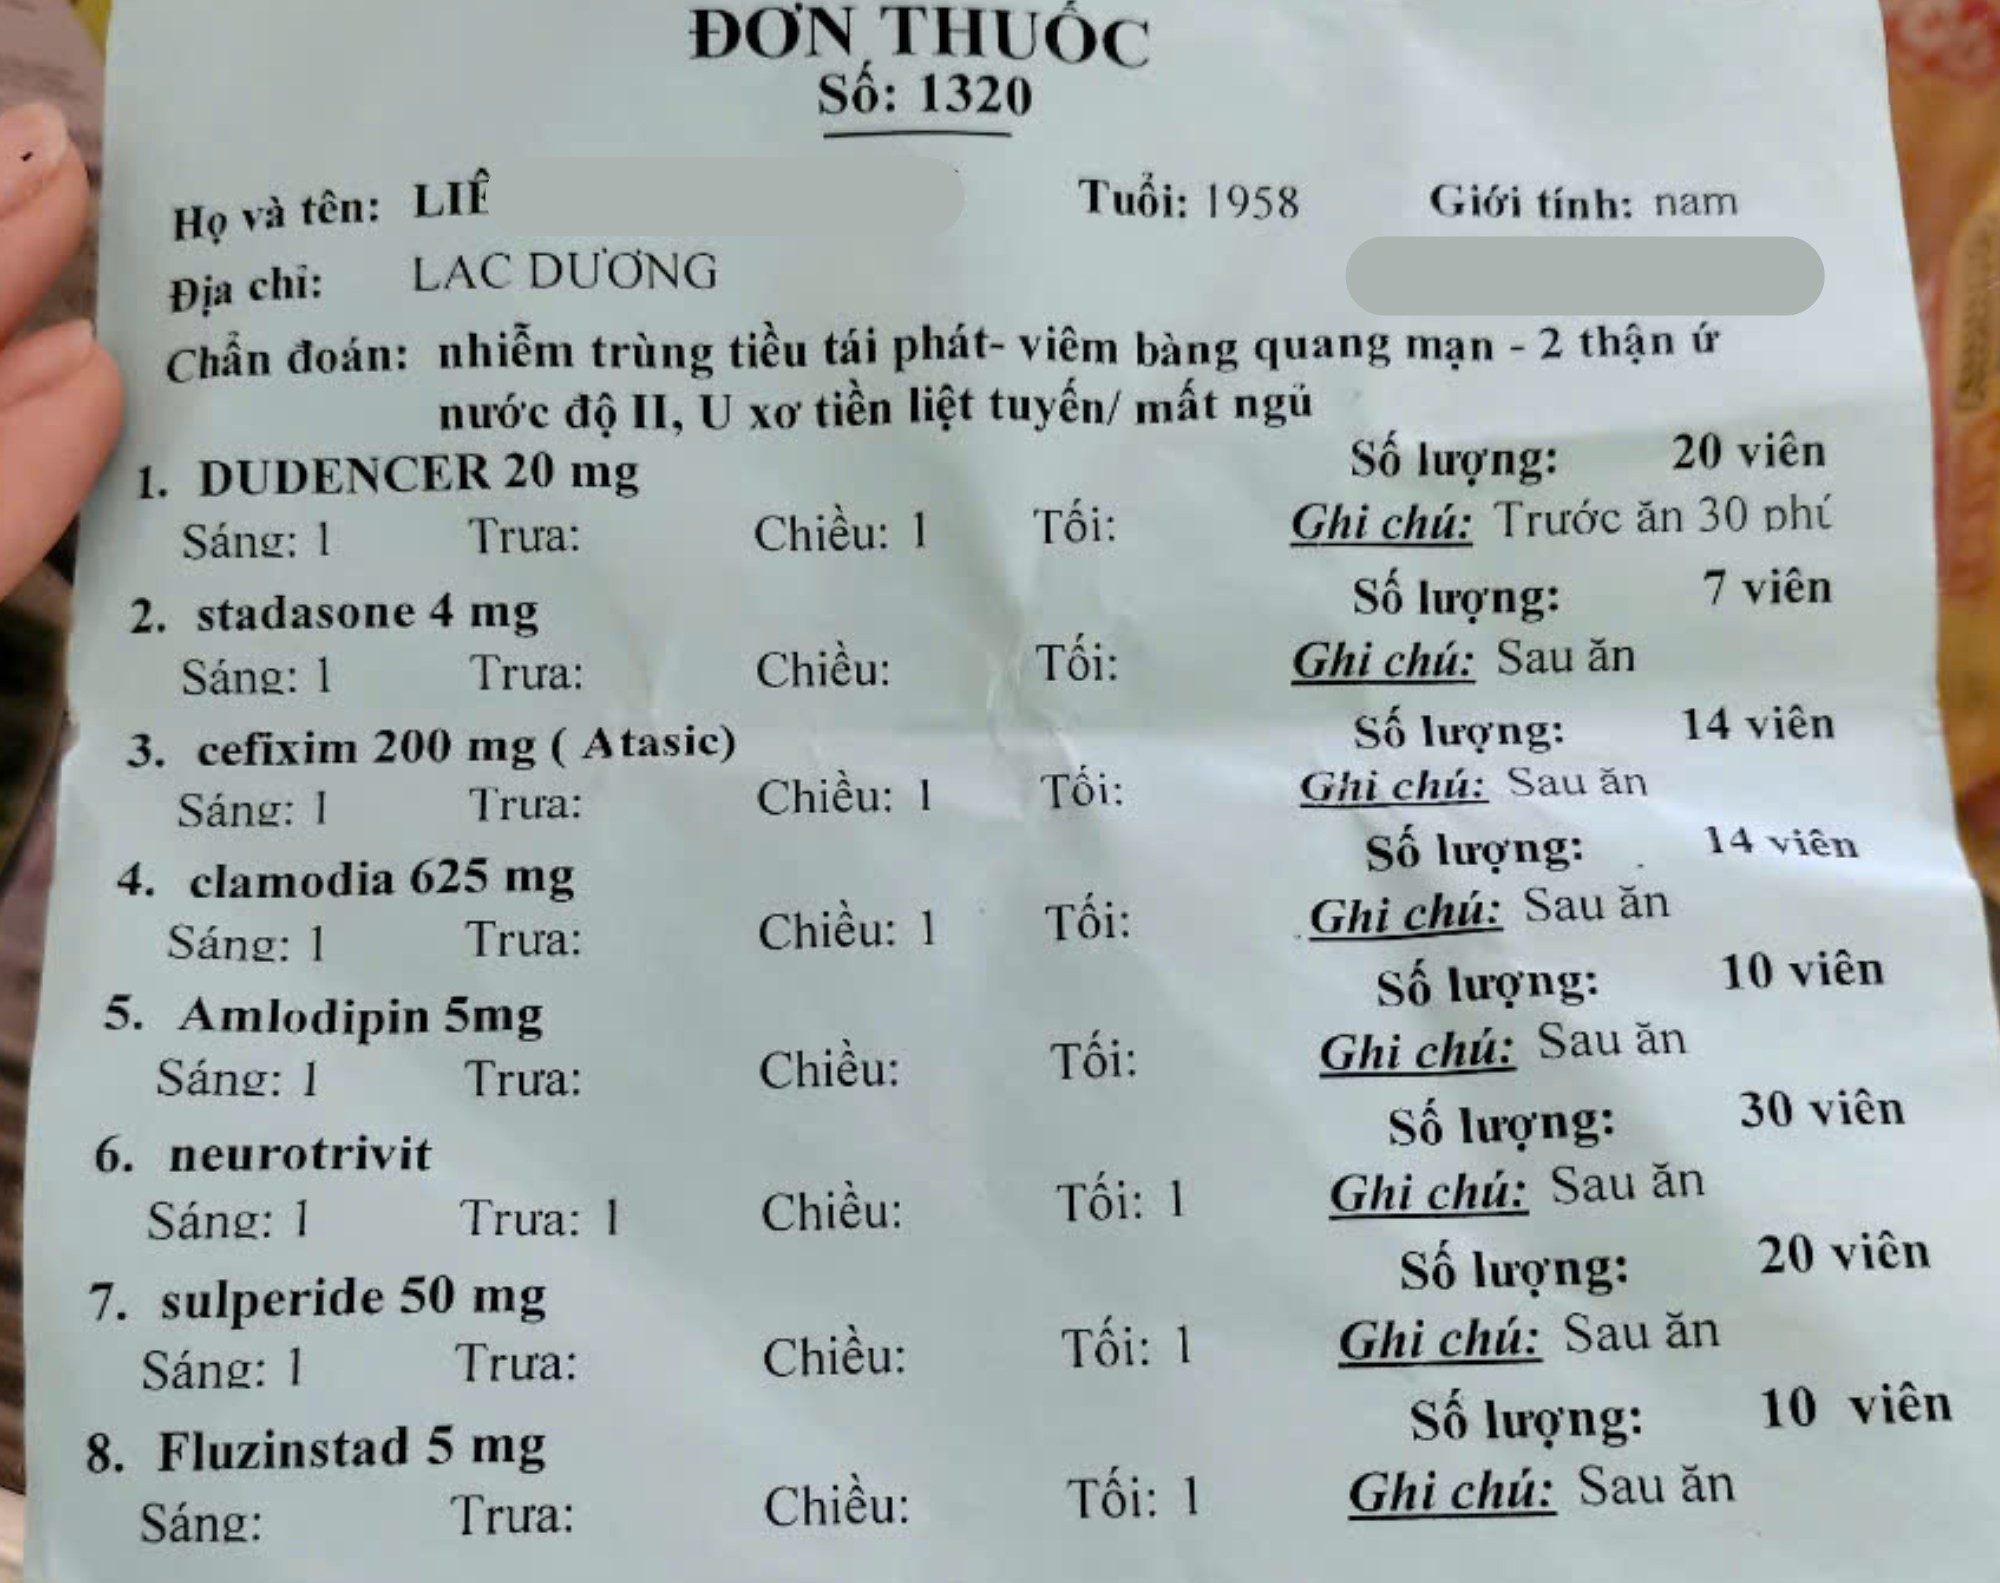 ĐƠN THUỐC
Số: 1320
Họ và tên: LIÊ Tuổi: 1958 Giới tính: nam
Địa chỉ: LAC DƯƠNG
Chẩn đoán: nhiễm trùng tiều tái phát- viêm bàng quang mạn - 2 thận ứ
nước độ II, U xơ tiền liệt tuyến/ mất ngủ
1. DUDENCER 20 mg Số lượng: 20 viên
Sáng: 1 Trưa: Chiều: 1 Tối: Ghi chú: Trước ăn 30 phú
2. stadasone 4 mg Số lượng: 7 viên
Sáng: 1 Trưa: Chiều: Tối: Ghi chú: Sau ăn
3. cefixim 200 mg ( Atasic) Số lượng: 14 viên
Sáng: 1 Trưa: Chiều: 1 Tối: Ghi chú: Sau ăn
4. clamodia 625 mg Số lượng: 14 viên
Sáng: 1 Trưa: Chiều: 1 Tối: Ghi chú: Sau ăn
5. Amlodipin 5mg Số lượng: 10 viên
Sáng: 1 Trưa: Chiều: Tối: Ghi chú: Sau ăn
6. neurotrivit Số lượng: 30 viên
Sáng: 1 Trưa: 1 Chiều: Tối: 1 Ghi chú: Sau ăn
7. sulperide 50 mg Số lượng: 20 viên
Sáng: 1 Trưa: Chiều: Tối: 1 Ghi chú: Sau ăn
8. Fluzinstad 5 mg Số lượng: 10 viên
Sáng: Trưa: Chiều: Tối: 1 Ghi chú: Sau ăn